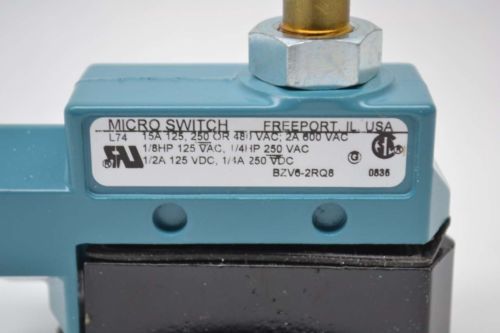 MICRO SWITCH FREEPORT, IL, USA
L74 15A 125, 250 OR 480 VAC; 2A 600 VAC
1/8HP 125 VAC, 1/4HP 250 VAC
1/2A 125 VDC, 1/4A 250 VDC
BZV6-2RQ8 0836